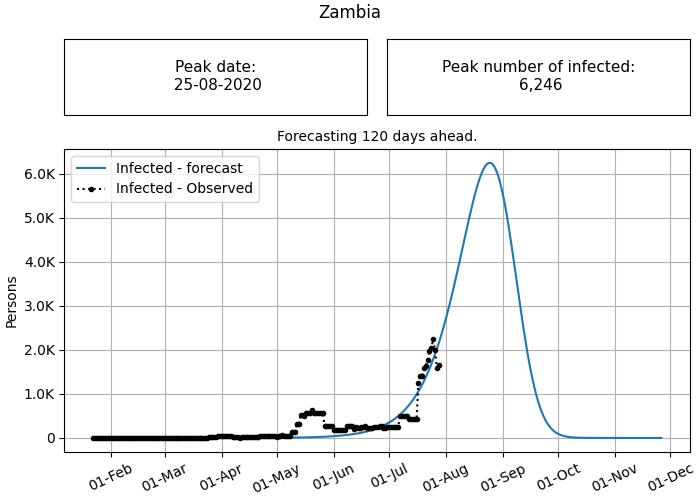 Zambia
Peak date:
25-08-2020
Peak number of infected:
6,246
Forecasting 120 days ahead.
Infected - forecast
Infected - Observed
6.0K
5.0K
4.0K
3.0K
2.0K
1.0K
0
Persons
01-Feb
01-Mar
01-Apr
01-May
01-Jun
01-Jul
01-Aug
01-Sep
01-Oct
01-Nov
01-Dec